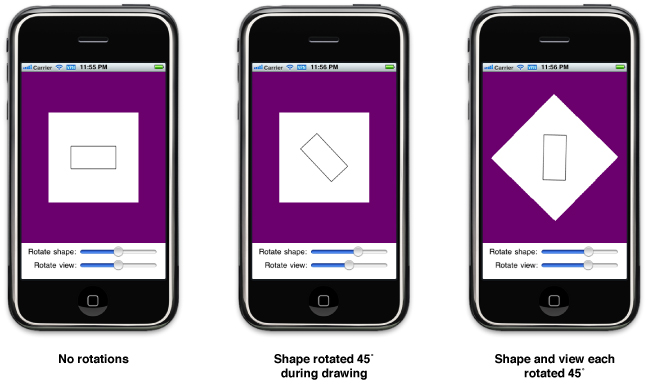 Carrier 11:55 PM
Rotate shape:
Rotate view:
No rotations
Carrier 11:56 PM
Rotate shape:
Rotate view:
Shape rotated 45°
during drawing
Carrier 11:56 PM
Rotate shape:
Rotate view:
Shape and view each
rotated 45°